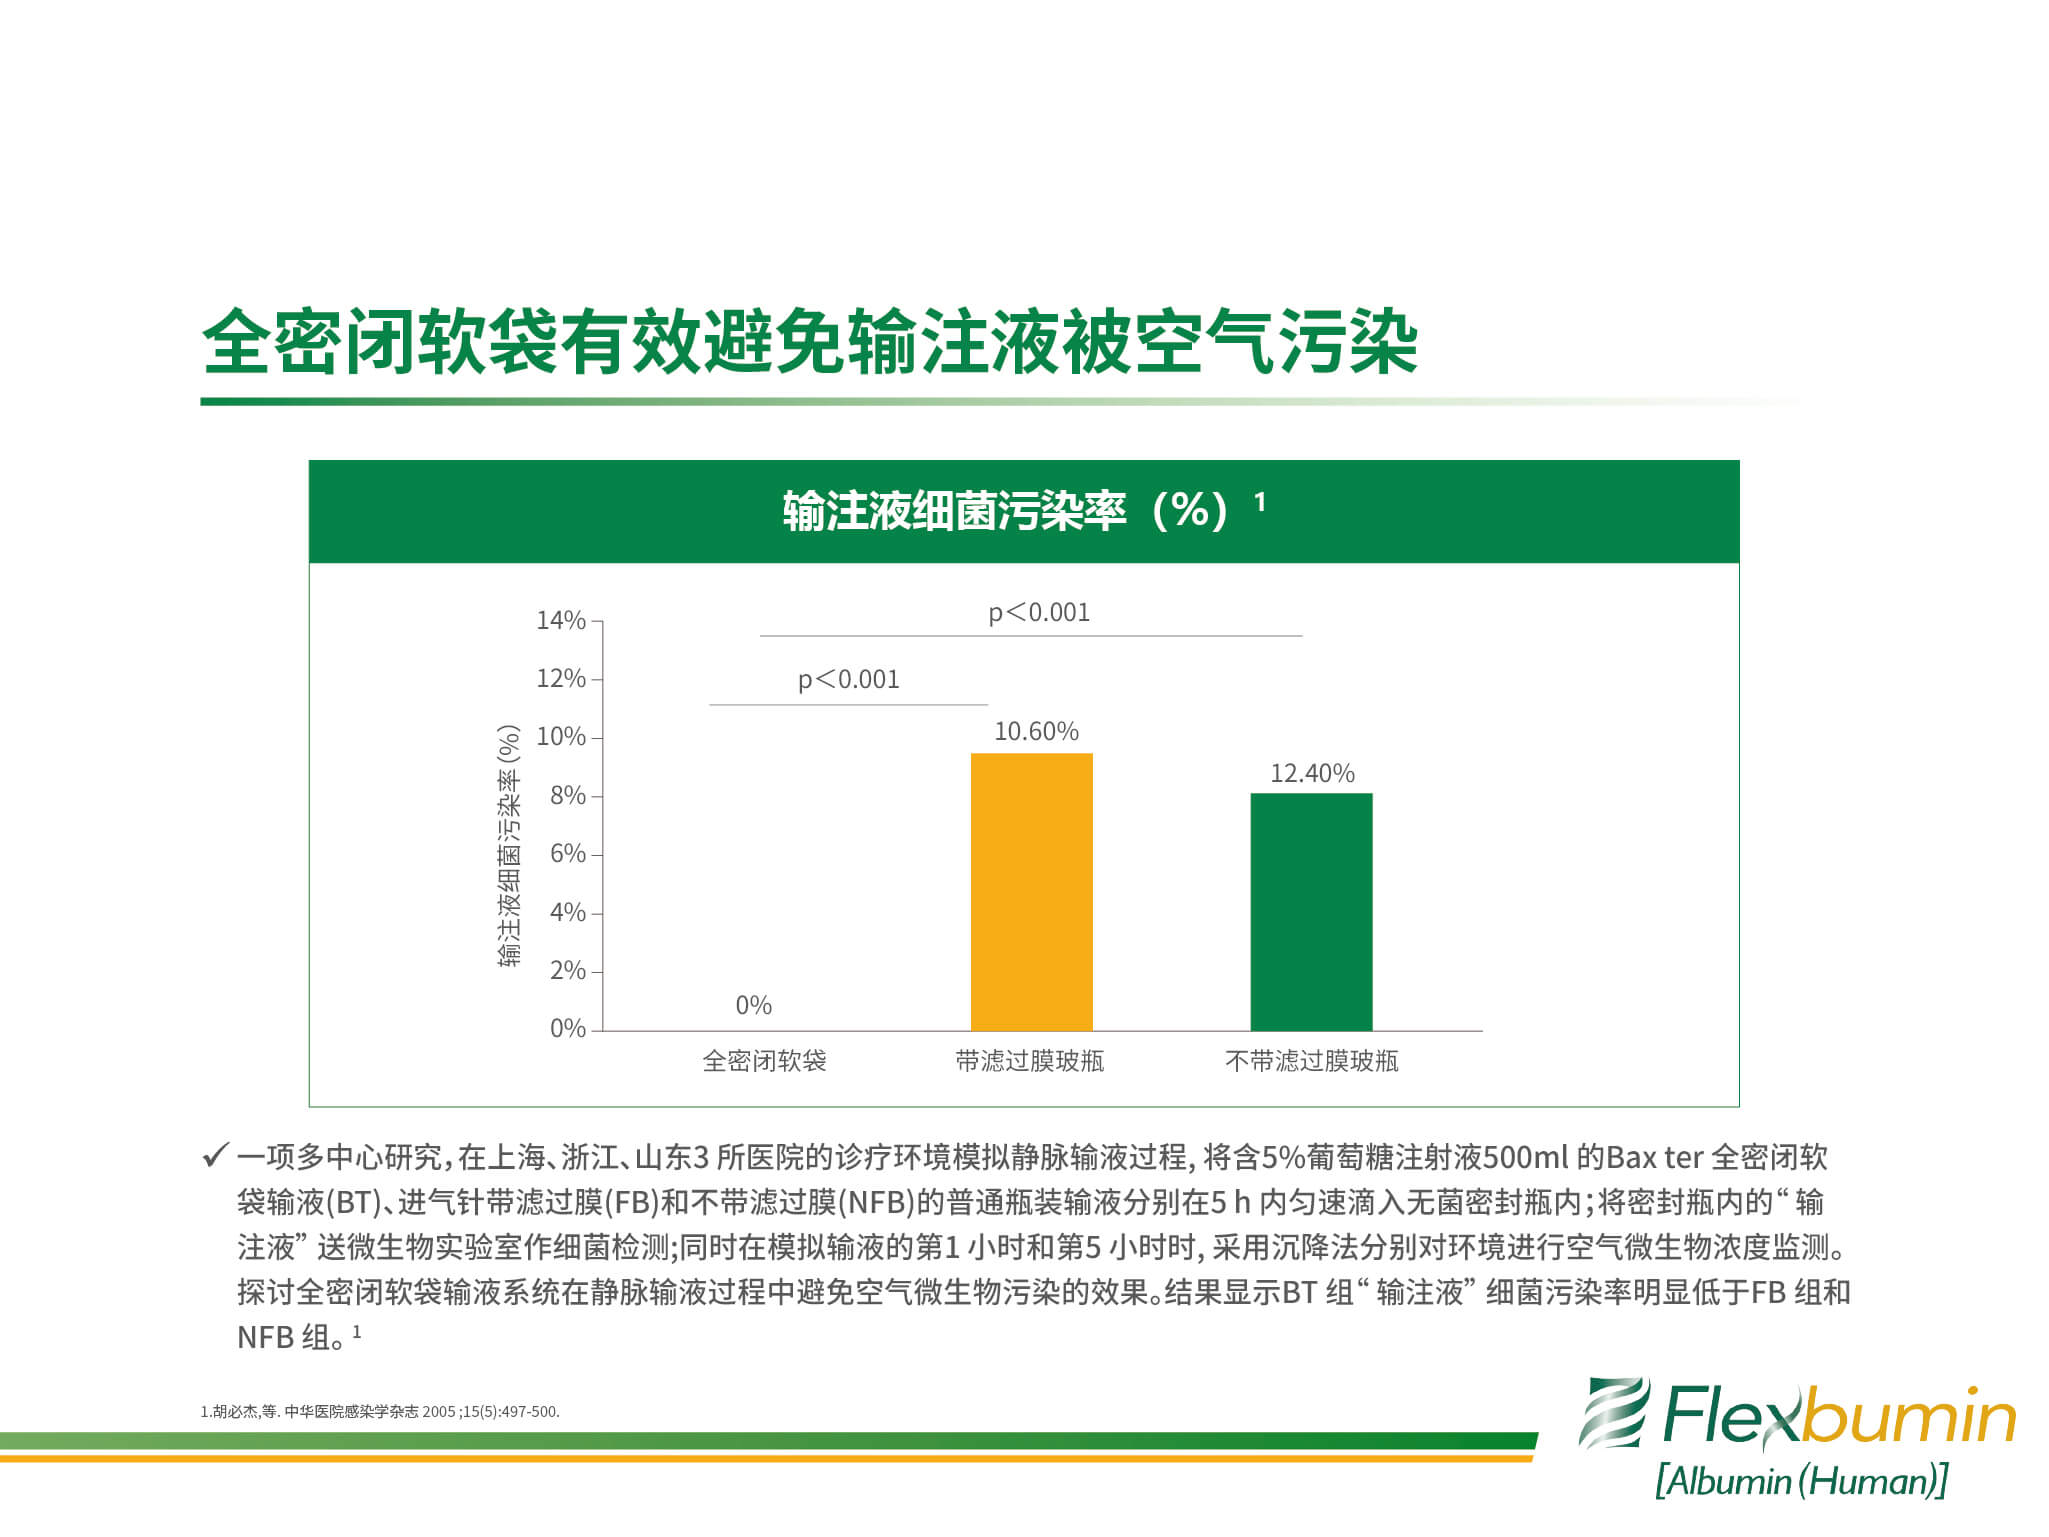 全密闭软袋有效避免输注液被空气污染
输注液细菌污染率（%）¹
14%
12%
10%
8%
6%
4%
2%
0%
输注液细菌污染率(%)
p＜0.001
p＜0.001
0%
10.60%
12.40%
全密闭软袋
带滤过膜玻瓶
不带滤过膜玻瓶
✓ 一项多中心研究,在上海、浙江、山东3 所医院的诊疗环境模拟静脉输液过程, 将含5%葡萄糖注射液500ml 的Bax ter 全密闭软
袋输液(BT)、进气针带滤过膜(FB)和不带滤过膜(NFB)的普通瓶装输液分别在5 h 内匀速滴入无菌密封瓶内;将密封瓶内的“ 输
注液” 送微生物实验室作细菌检测;同时在模拟输液的第1 小时和第5 小时时, 采用沉降法分别对环境进行空气微生物浓度监测。
探讨全密闭软袋输液系统在静脉输液过程中避免空气微生物污染的效果。结果显示BT 组“ 输注液” 细菌污染率明显低于FB 组和
NFB 组。¹
1.胡必杰,等. 中华医院感染学杂志 2005 ;15(5):497-500.
Flexbumin
[Albumin (Human)]